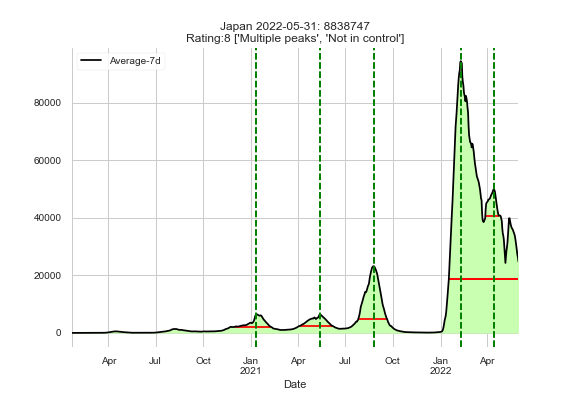 Japan 2022-05-31: 8838747
Rating:8 ['Multiple peaks', 'Not in control']
Average-7d
80000
60000
40000
20000
0
Apr Jul Oct Jan Apr Jul Oct Jan Apr
2021 2022
Date